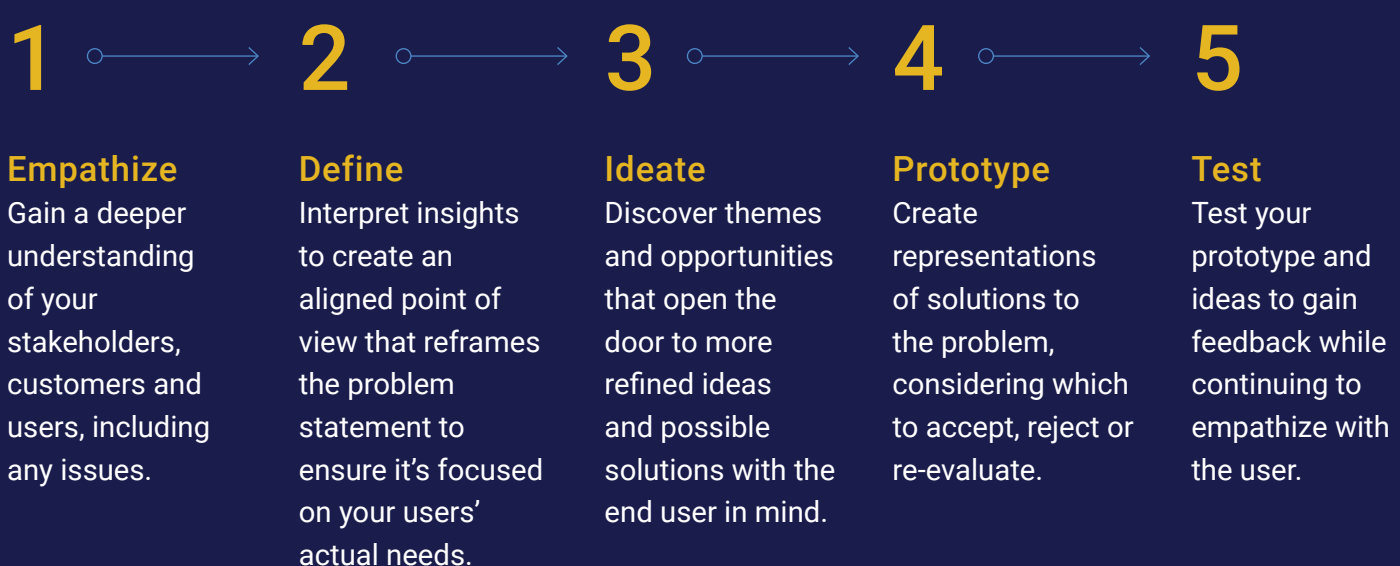 1
2
3
4
5
Empathize
Gain a deeper
understanding
of your
stakeholders,
customers and
users, including
any issues.
Define
Interpret insights
to create an
aligned point of
view that reframes
the problem
statement to
ensure it’s focused
on your users’
actual needs.
Ideate
Discover themes
and opportunities
that open the
door to more
refined ideas
and possible
solutions with the
end user in mind.
Prototype
Create
representations
of solutions to
the problem,
considering which
to accept, reject or
re-evaluate.
Test
Test your
prototype and
ideas to gain
feedback while
continuing to
empathize with
the user.